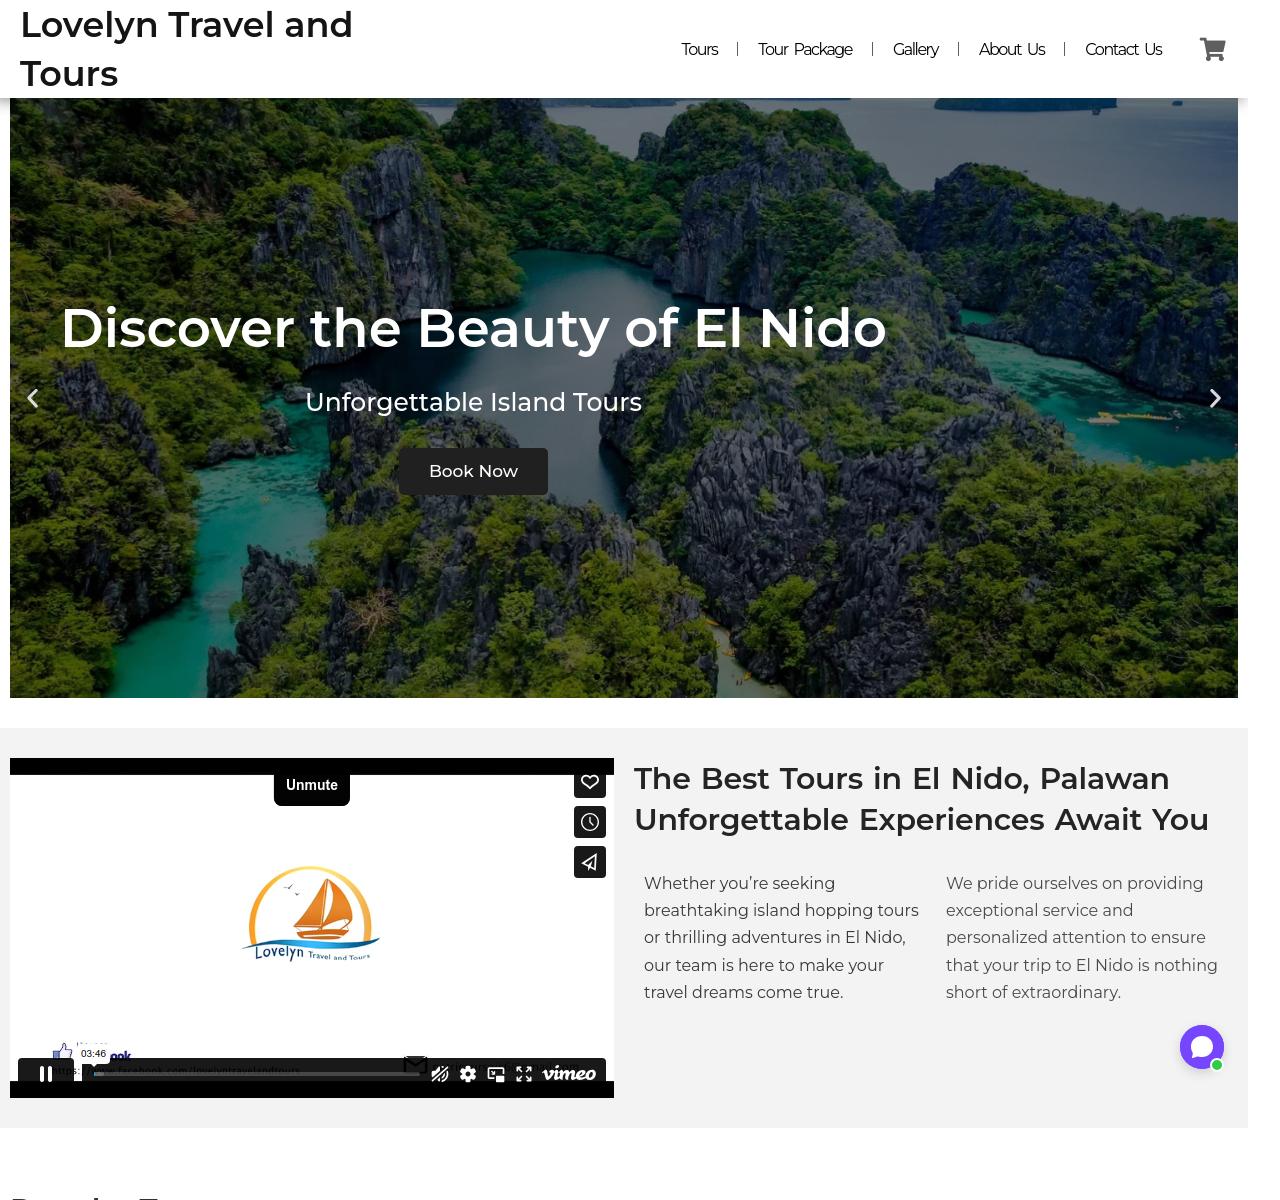 Lovelyn Travel and
Tours
Tours
Tour Package
Gallery
About Us
Contact Us
Discover the Beauty of El Nido
Unforgettable Island Tours
Book Now
Unmute
Lovelyn Travel and Tours
03:46
vimeo
The Best Tours in El Nido, Palawan
Unforgettable Experiences Await You
Whether you’re seeking
breathtaking island hopping tours
or thrilling adventures in El Nido,
our team is here to make your
travel dreams come true.
We pride ourselves on providing
exceptional service and
personalized attention to ensure
that your trip to El Nido is nothing
short of extraordinary.